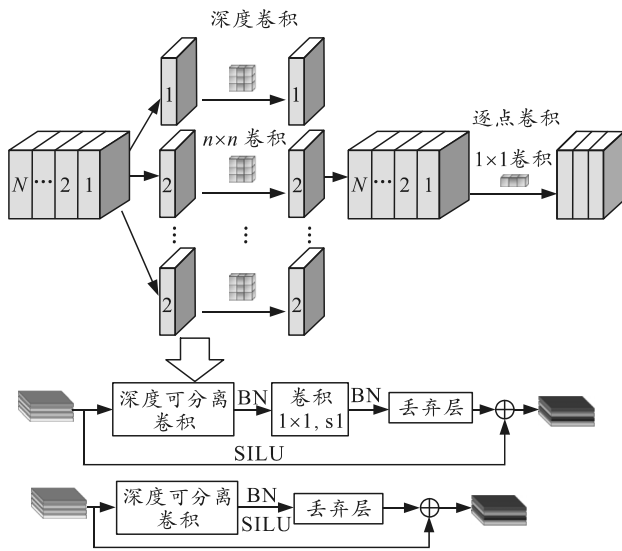 深度卷积
1
1
n×n 卷积
逐点卷积
1×1卷积
N ··· 2 1
2
2
N ··· 2 1
⋮
⋮
⋮
2
2
深度可分离
卷积
BN
卷积
1×1, s1
BN
丢弃层
SILU
深度可分离
卷积
BN
SILU
丢弃层